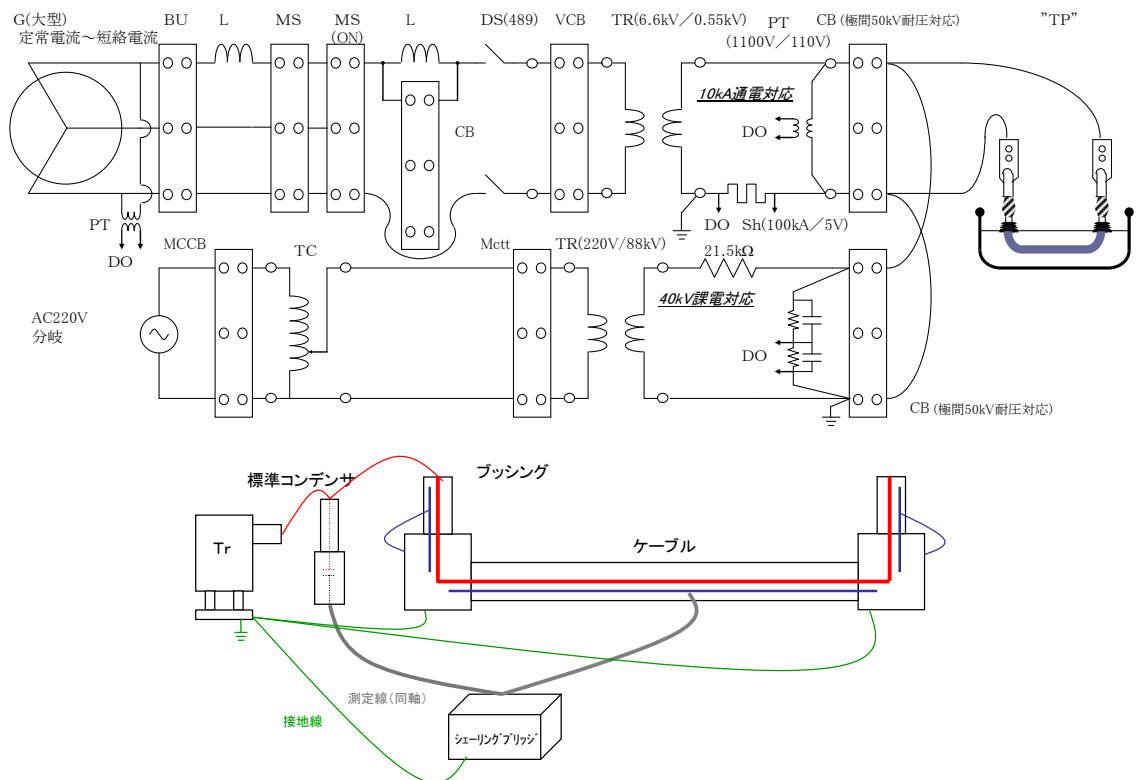 G(大型)
定常電流～短絡電流
BU
L
MS
MS
(ON)
L
DS(489)
VCB
TR(6.6kV／0.55kV)
PT
(1100V／110V)
CB (極間50kV耐圧対応)
”TP”
10kA通電対応
CB
DO
PT
DO
DO
Sh(100kA／5V)
MCCB
TC
Mctt
TR(220V/88kV)
21.5kΩ
40kV課電対応
AC220V
分岐
DO
CB (極間50kV耐圧対応)
標準コンデンサ
ブッシング
Tr
ケーブル
測定線(同軸)
接地線
シェーリングブリッジ